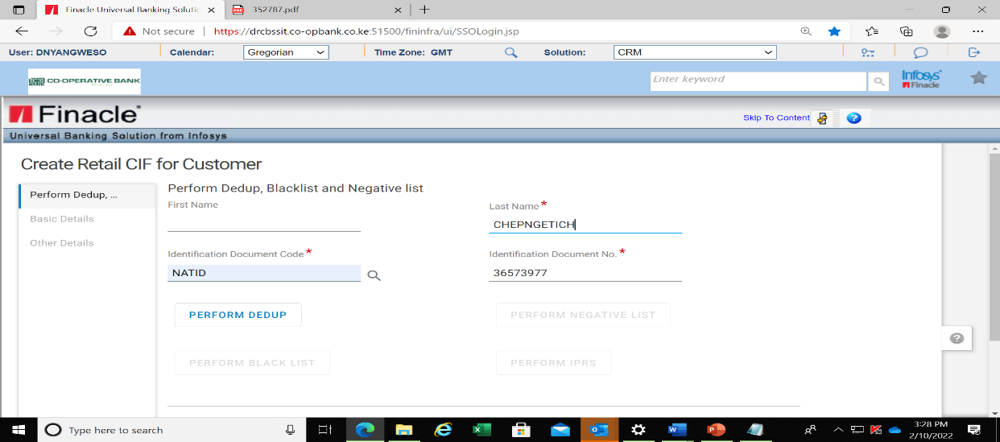 Finacle Universal Banking Solutio
352787.pdf
Not secure | https://drcbssit.co-opbank.co.ke:51500/fininfra/ui/SSOLogin.jsp
User: DNYANGWESO Calendar: Gregorian Time Zone: GMT Solution: CRM
CO-OPERATIVE BANK Enter keyword Infosys
Finacle
Finacle
Skip To Content
Universal Banking Solution from Infosys
Create Retail CIF for Customer
Perform Dedup, ...
Basic Details
Other Details
Perform Dedup, Blacklist and Negative list
First Name Last Name *
CHEPNGETICH
Identification Document Code * Identification Document No. *
NATID 36573977
PERFORM DEDUP PERFORM NEGATIVE LIST
PERFORM BLACK LIST PERFORM IPRS
Type here to search
3:28 PM
2/10/2022